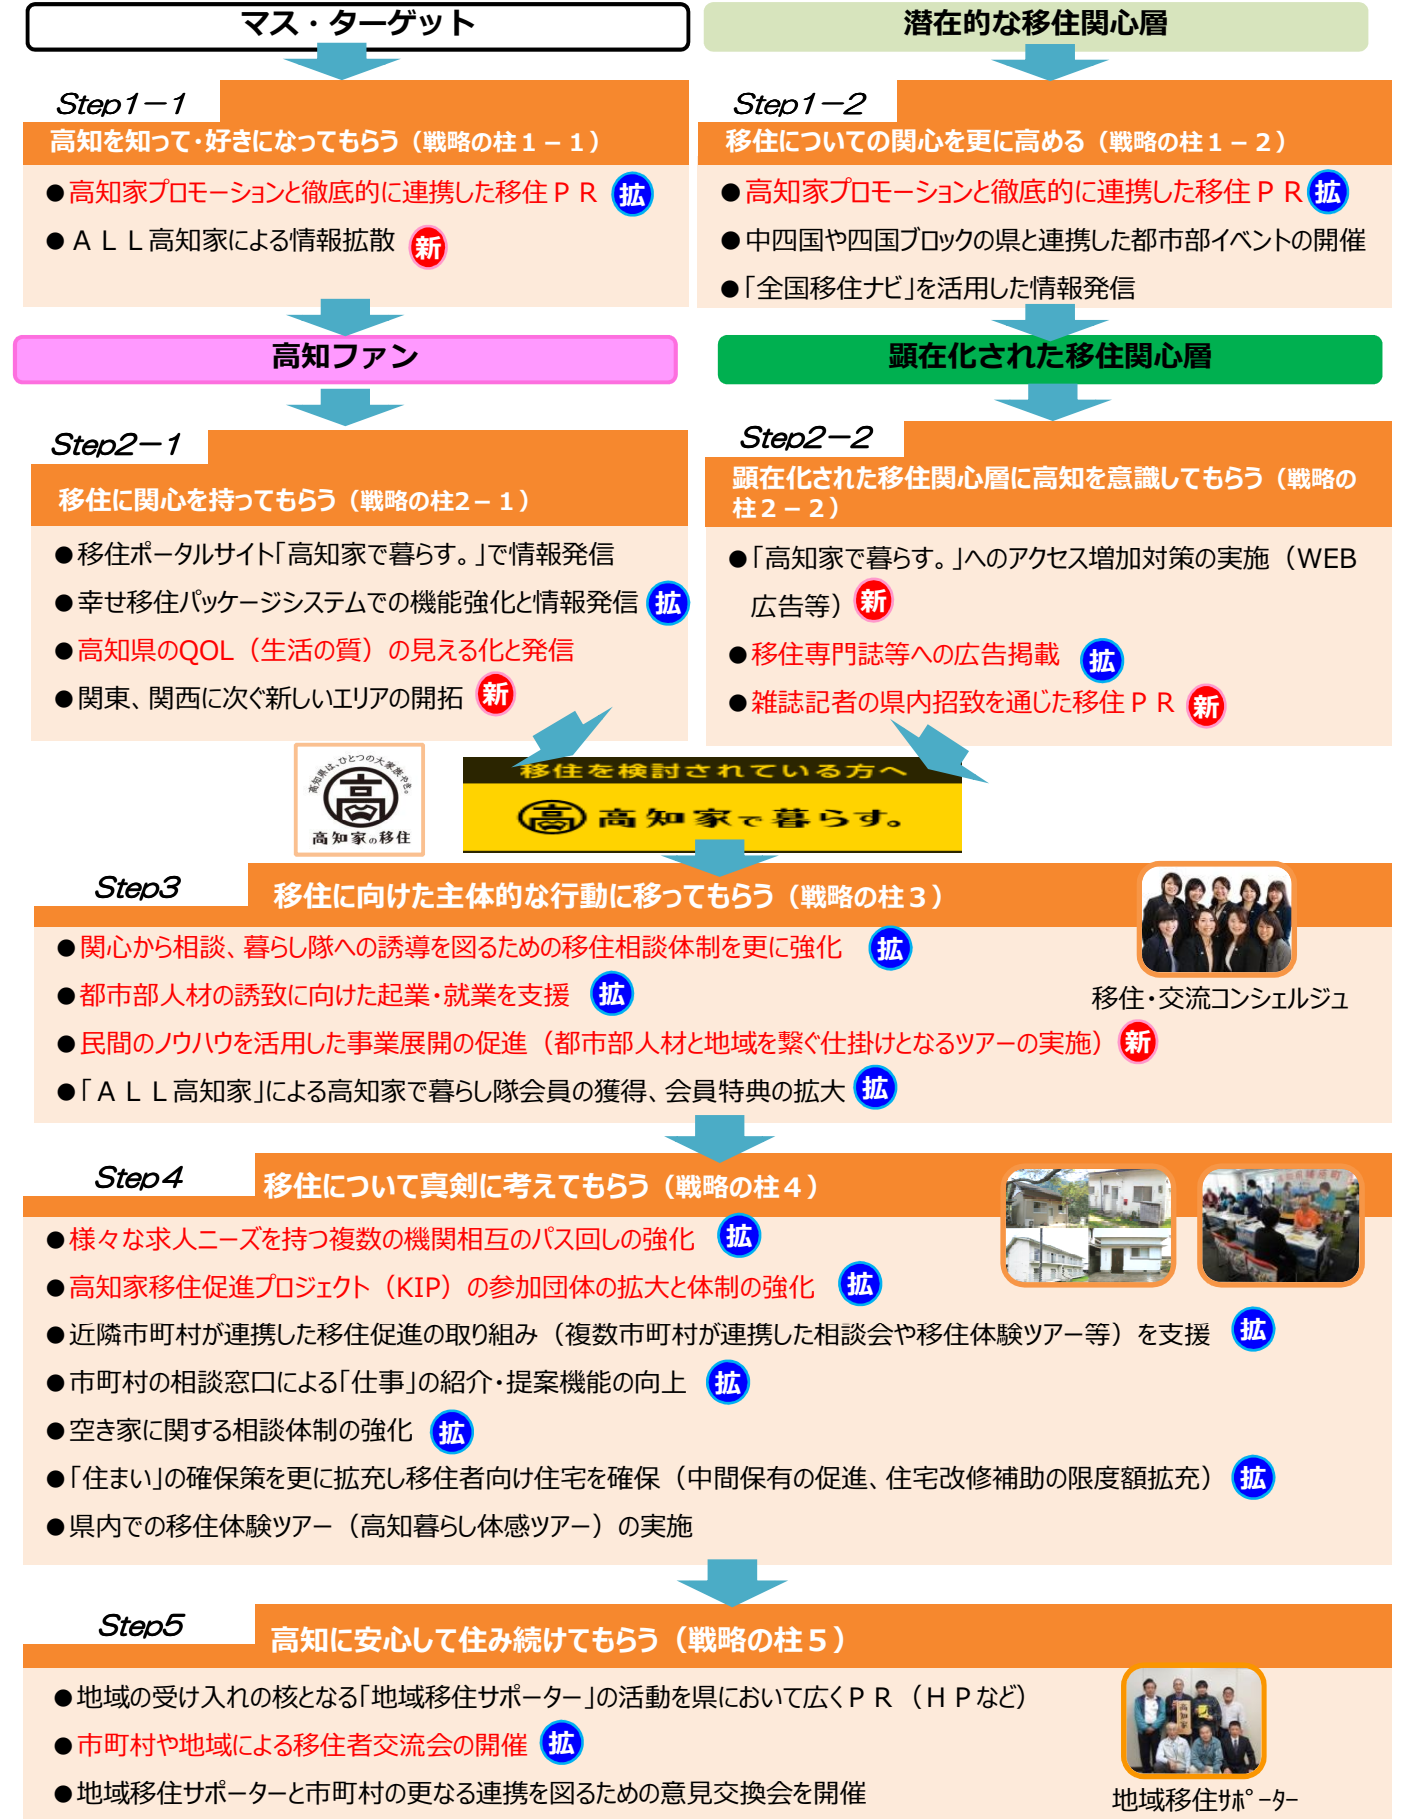 マス・ターゲット
Step1－1
高知を知って・好きになってもらう（戦略の柱１－１）
●高知家プロモーションと徹底的に連携した移住ＰＲ 拡
●ＡＬＬ高知家による情報拡散 新
潜在的な移住関心層
Step1－2
移住についての関心を更に高める（戦略の柱１－２）
●高知家プロモーションと徹底的に連携した移住ＰＲ 拡
●中四国や四国ブロックの県と連携した都市部イベントの開催
●「全国移住ナビ」を活用した情報発信
高知ファン
Step2－1
移住に関心を持ってもらう（戦略の柱2－１）
●移住ポータルサイト「高知家で暮らす。」で情報発信
●幸せ移住パッケージシステムでの機能強化と情報発信 拡
●高知県のQOL（生活の質）の見える化と発信
●関東、関西に次ぐ新しいエリアの開拓 新
顕在化された移住関心層
Step2－2
顕在化された移住関心層に高知を意識してもらう（戦略の
柱２－２）
●「高知家で暮らす。」へのアクセス増加対策の実施（WEB
広告等） 新
●移住専門誌等への広告掲載 拡
●雑誌記者の県内招致を通じた移住ＰＲ 新
高知県は、ひとつの大家族やき。
高
高知家の移住
移住を検討されている方へ
高 高知家で暮らす。
Step3
移住に向けた主体的な行動に移ってもらう（戦略の柱３）
●関心から相談、暮らし隊への誘導を図るための移住相談体制を更に強化 拡
●都市部人材の誘致に向けた起業・就業を支援 拡
●民間のノウハウを活用した事業展開の促進（都市部人材と地域を繋ぐ仕掛けとなるツアーの実施） 新
●「ＡＬＬ高知家」による高知家で暮らし隊会員の獲得、会員特典の拡大 拡
移住・交流コンシェルジュ
Step4
移住について真剣に考えてもらう（戦略の柱４）
●様々な求人ニーズを持つ複数の機関相互のパス回しの強化 拡
●高知家移住促進プロジェクト（KIP）の参加団体の拡大と体制の強化 拡
●近隣市町村が連携した移住促進の取り組み（複数市町村が連携した相談会や移住体験ツアー等）を支援 拡
●市町村の相談窓口による「仕事」の紹介・提案機能の向上 拡
●空き家に関する相談体制の強化 拡
●「住まい」の確保策を更に拡充し移住者向け住宅を確保（中間保有の促進、住宅改修補助の限度額拡充） 拡
●県内での移住体験ツアー（高知暮らし体感ツアー）の実施
Step5
高知に安心して住み続けてもらう（戦略の柱５）
●地域の受け入れの核となる「地域移住サポーター」の活動を県において広くＰＲ（ＨＰなど）
●市町村や地域による移住者交流会の開催 拡
●地域移住サポーターと市町村の更なる連携を図るための意見交換会を開催
高知家
地域移住ｻﾎﾟｰﾀｰ